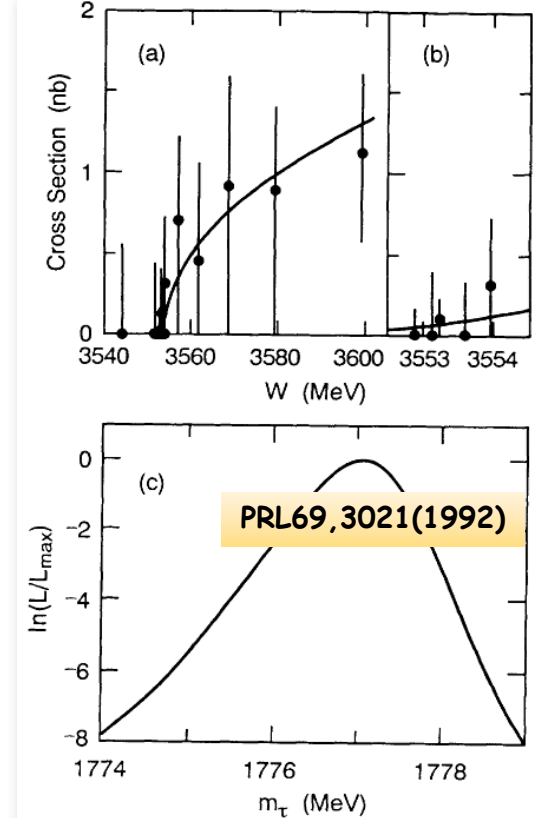 2
(a)
(b)
1
0
Cross Section (nb)
3540 3560 3580 3600 3553 3554
W (MeV)
0
(c)
PRL69,3021(1992)
−2
−4
−6
−8
ln(L/Lmax)
1774 1776 1778
mτ (MeV)